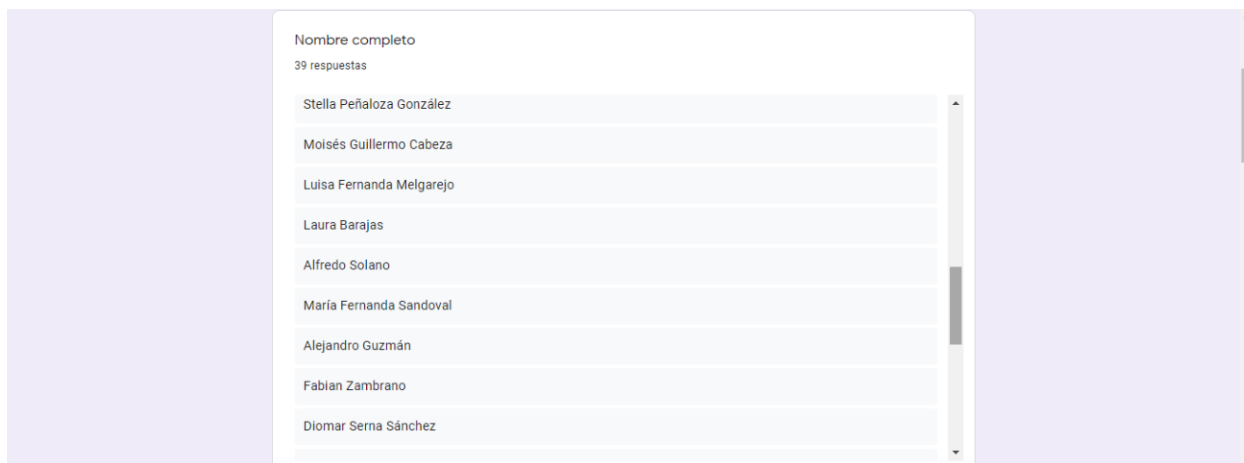 Nombre completo
39 respuestas
Stella Peñaloza González
Moisés Guillermo Cabeza
Luisa Fernanda Melgarejo
Laura Barajas
Alfredo Solano
María Fernanda Sandoval
Alejandro Guzmán
Fabian Zambrano
Diomar Serna Sánchez